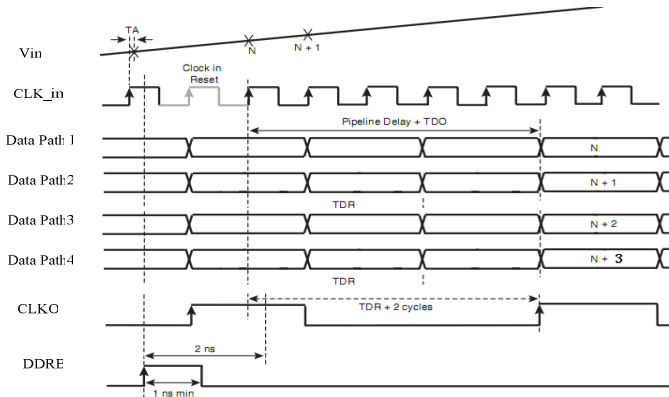 TA
Vin
N
N + 1
Clock in
Reset
CLK_in
Pipeline Delay + TDO
Data Path 1
N
Data Path2
N + 1
TDR
Data Path3
N + 2
Data Path4
N + 3
TDR
CLKO
TDR + 2 cycles
2 ns
DDRE
1 ns min